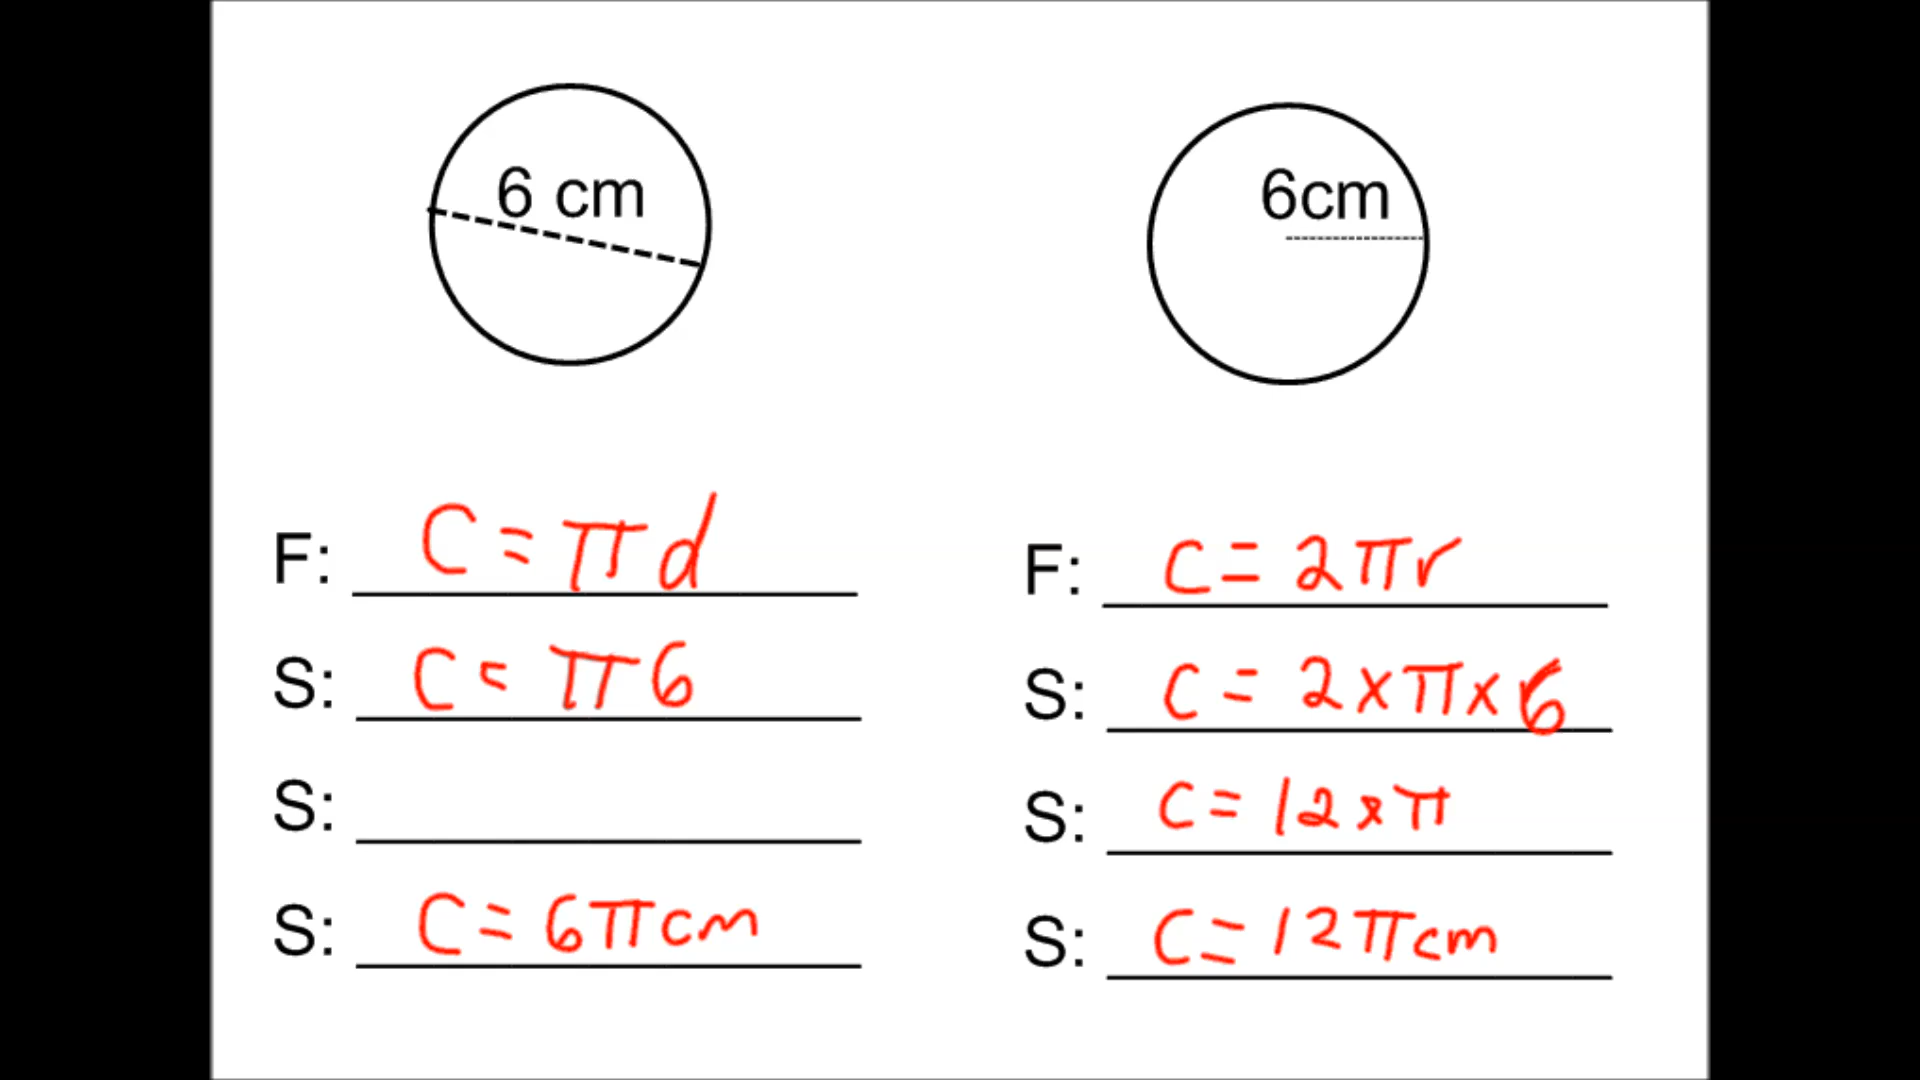 6 cm
F: C = πd
S: C = π6
S:
S: C = 6πcm
6cm
F: C = 2πr
S: C = 2×π×6
S: C = 12×π
S: C = 12πcm